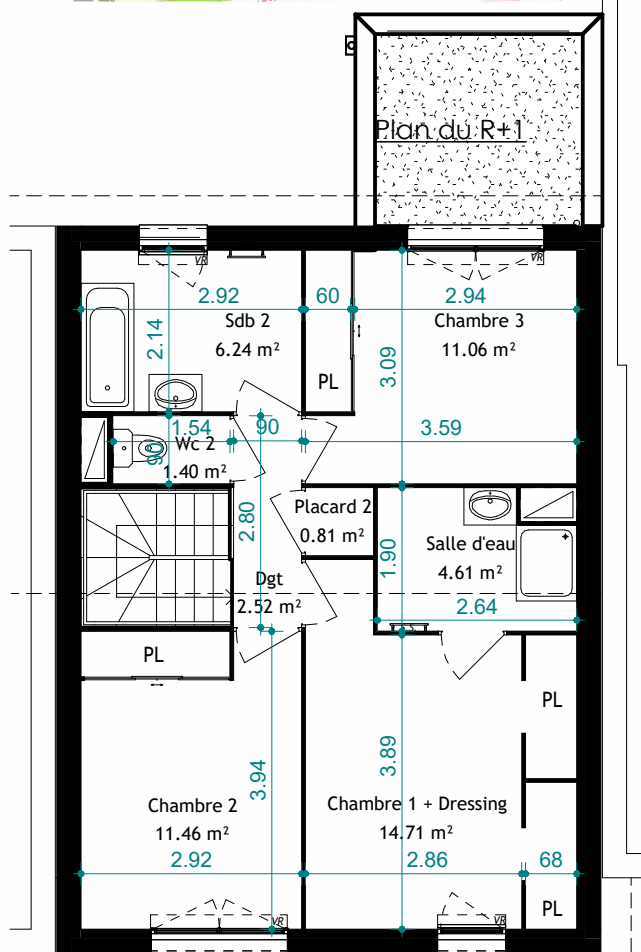 Plan du R+1
VR
VR
2.92
60
2.94
Sdb 2
6.24 m²
Chambre 3
11.06 m²
2.14
3.09
PL
1.54
90
3.59
Wc 2
1.40 m²
90
2.80
Placard 2
0.81 m²
1.90
Salle d'eau
4.61 m²
Dgt
2.52 m²
2.64
PL
PL
3.94
3.89
Chambre 2
11.46 m²
Chambre 1 + Dressing
14.71 m²
2.92
2.86
68
PL
VR
VR